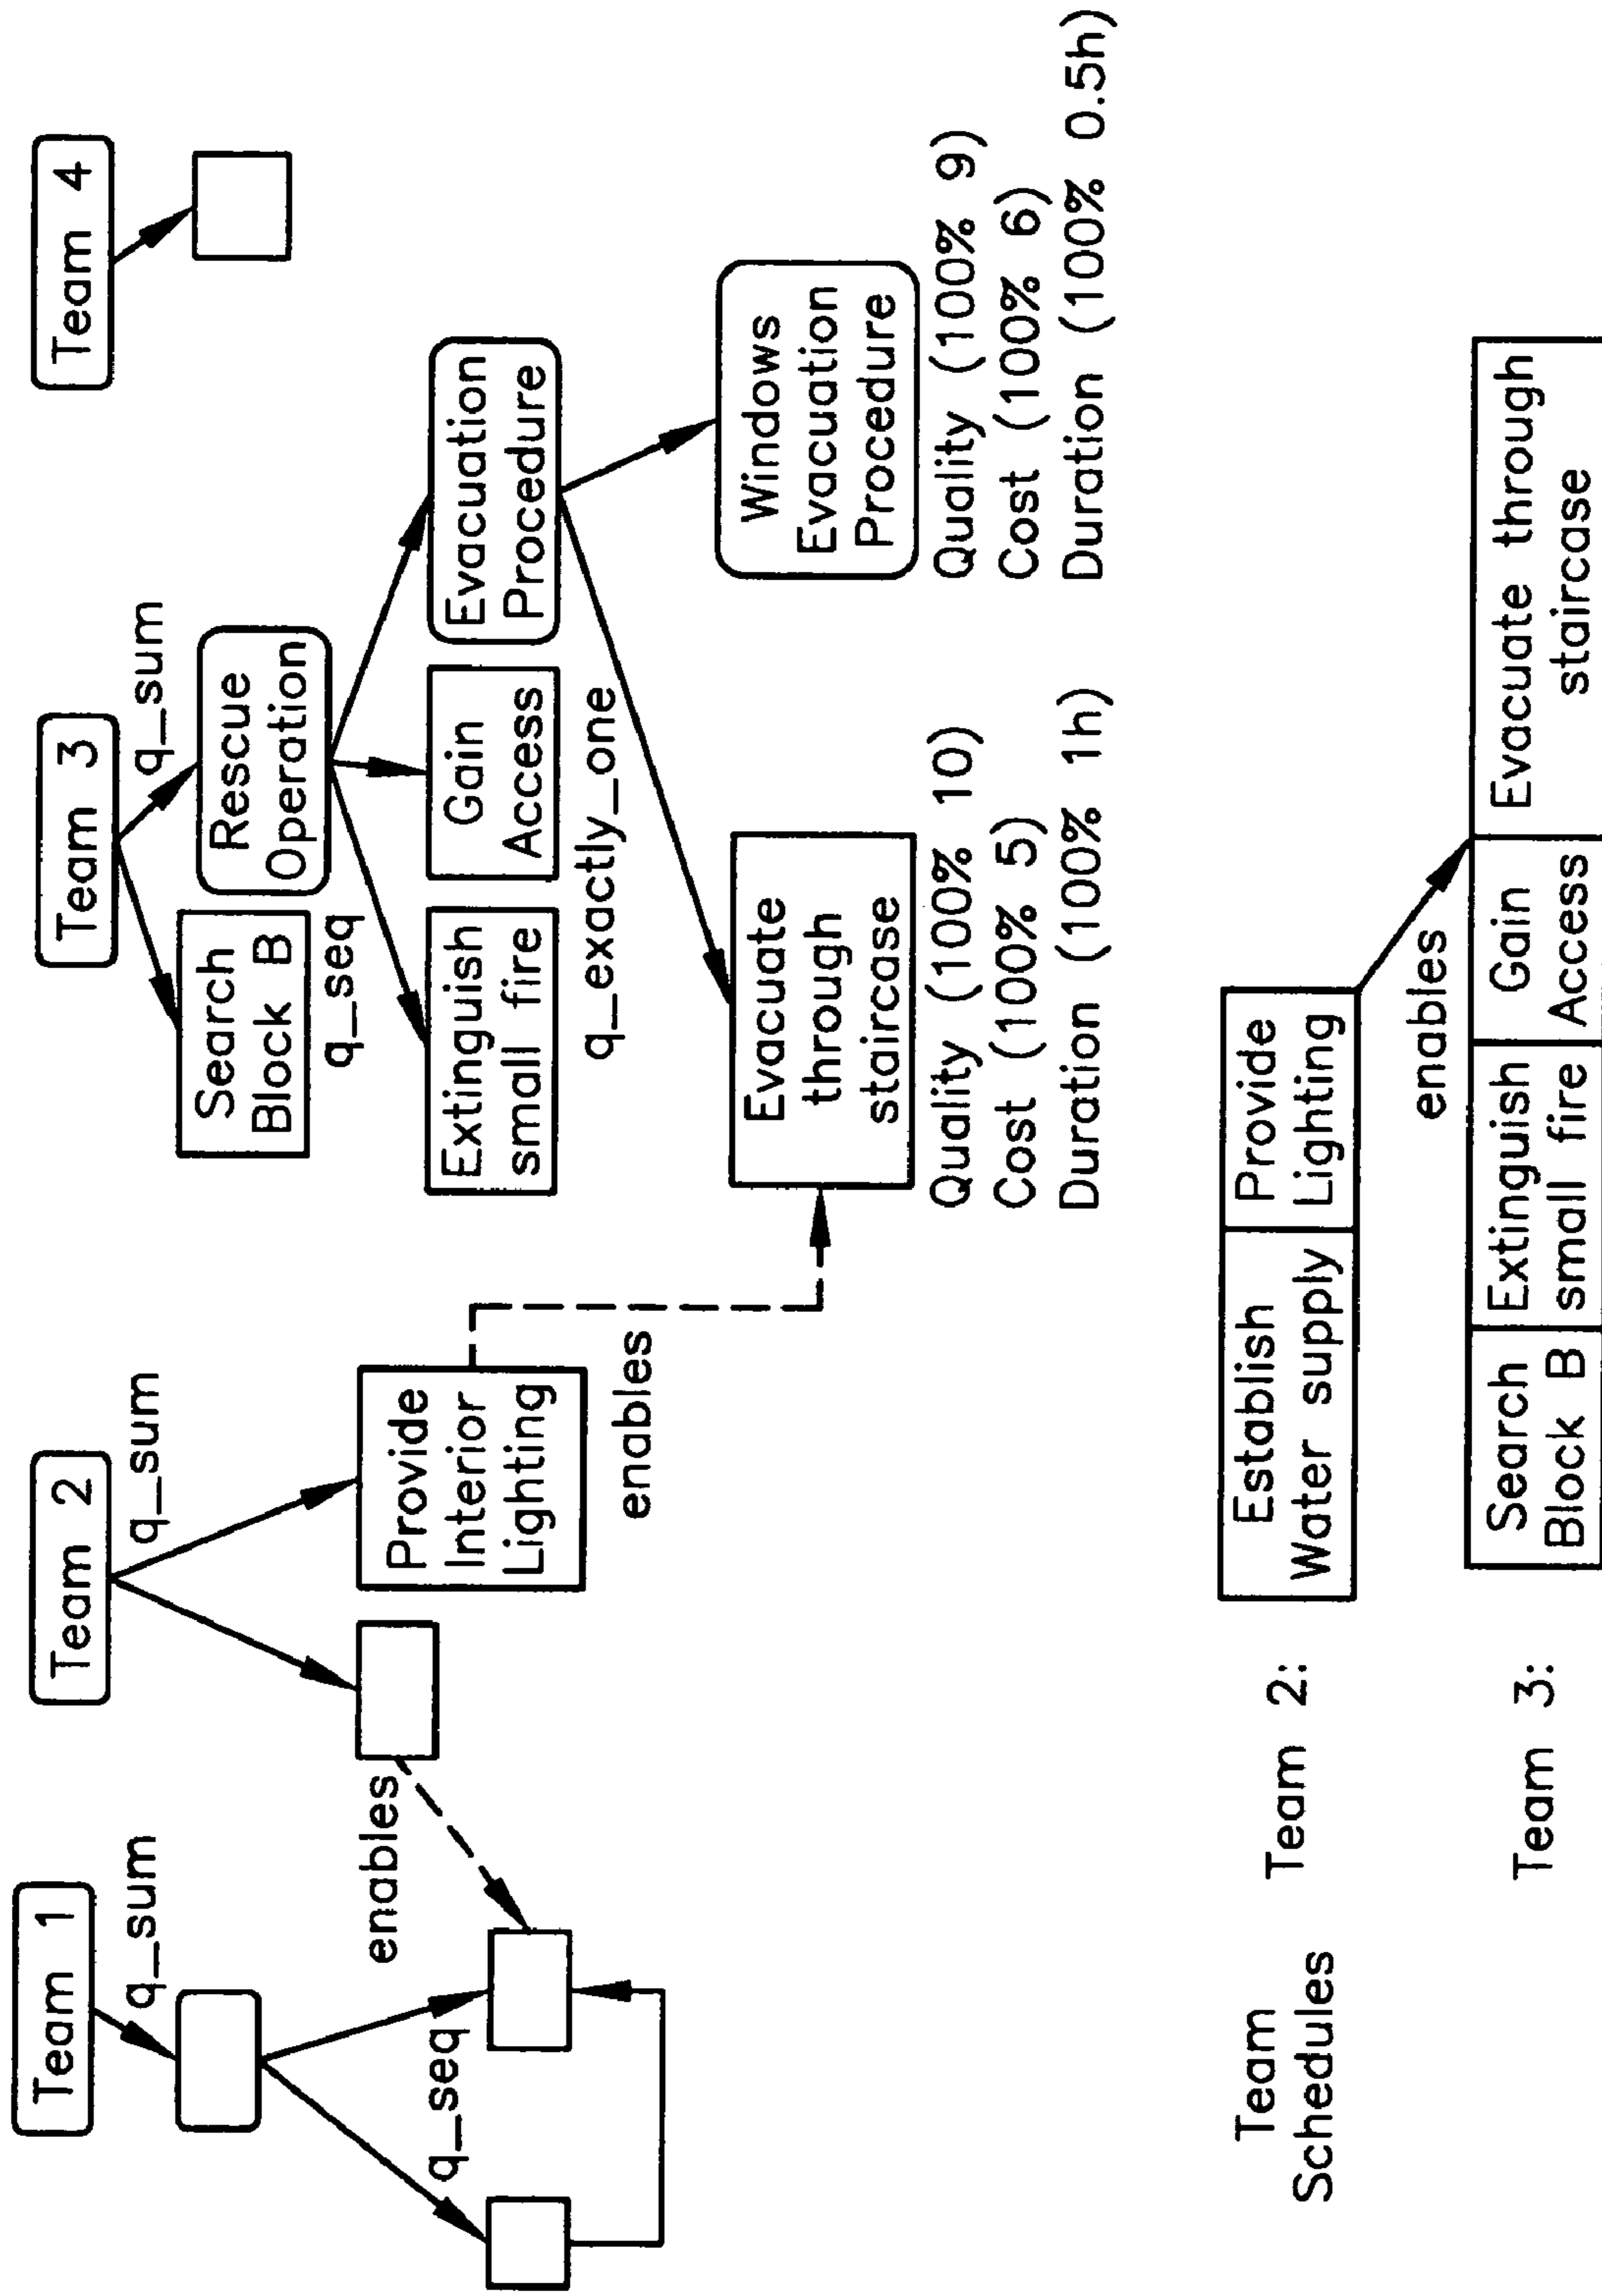 Team 1
q_sum
q_seq
enables
Team 2
q_sum
Provide
Interior
Lighting
enables
Team 3
q_sum
Search
Block B
q_seq
Rescue
Operation
Extinguish
small fire
Gain
Access
Evacuation
Procedure
q_exactly_one
Evacuate
through
staircase
Quality (100% 10)
Cost (100% 5)
Duration (100% 1h)
Windows
Evacuation
Procedure
Quality (100% 9)
Cost (100% 6)
Duration (100% 0.5h)
Team 4
Team
Schedules
Team 2:
Establish
Water supply
Provide
Lighting
enables
Team 3:
Search
Block B
Extinguish
small fire
Gain
Access
Evacuate through
staircase